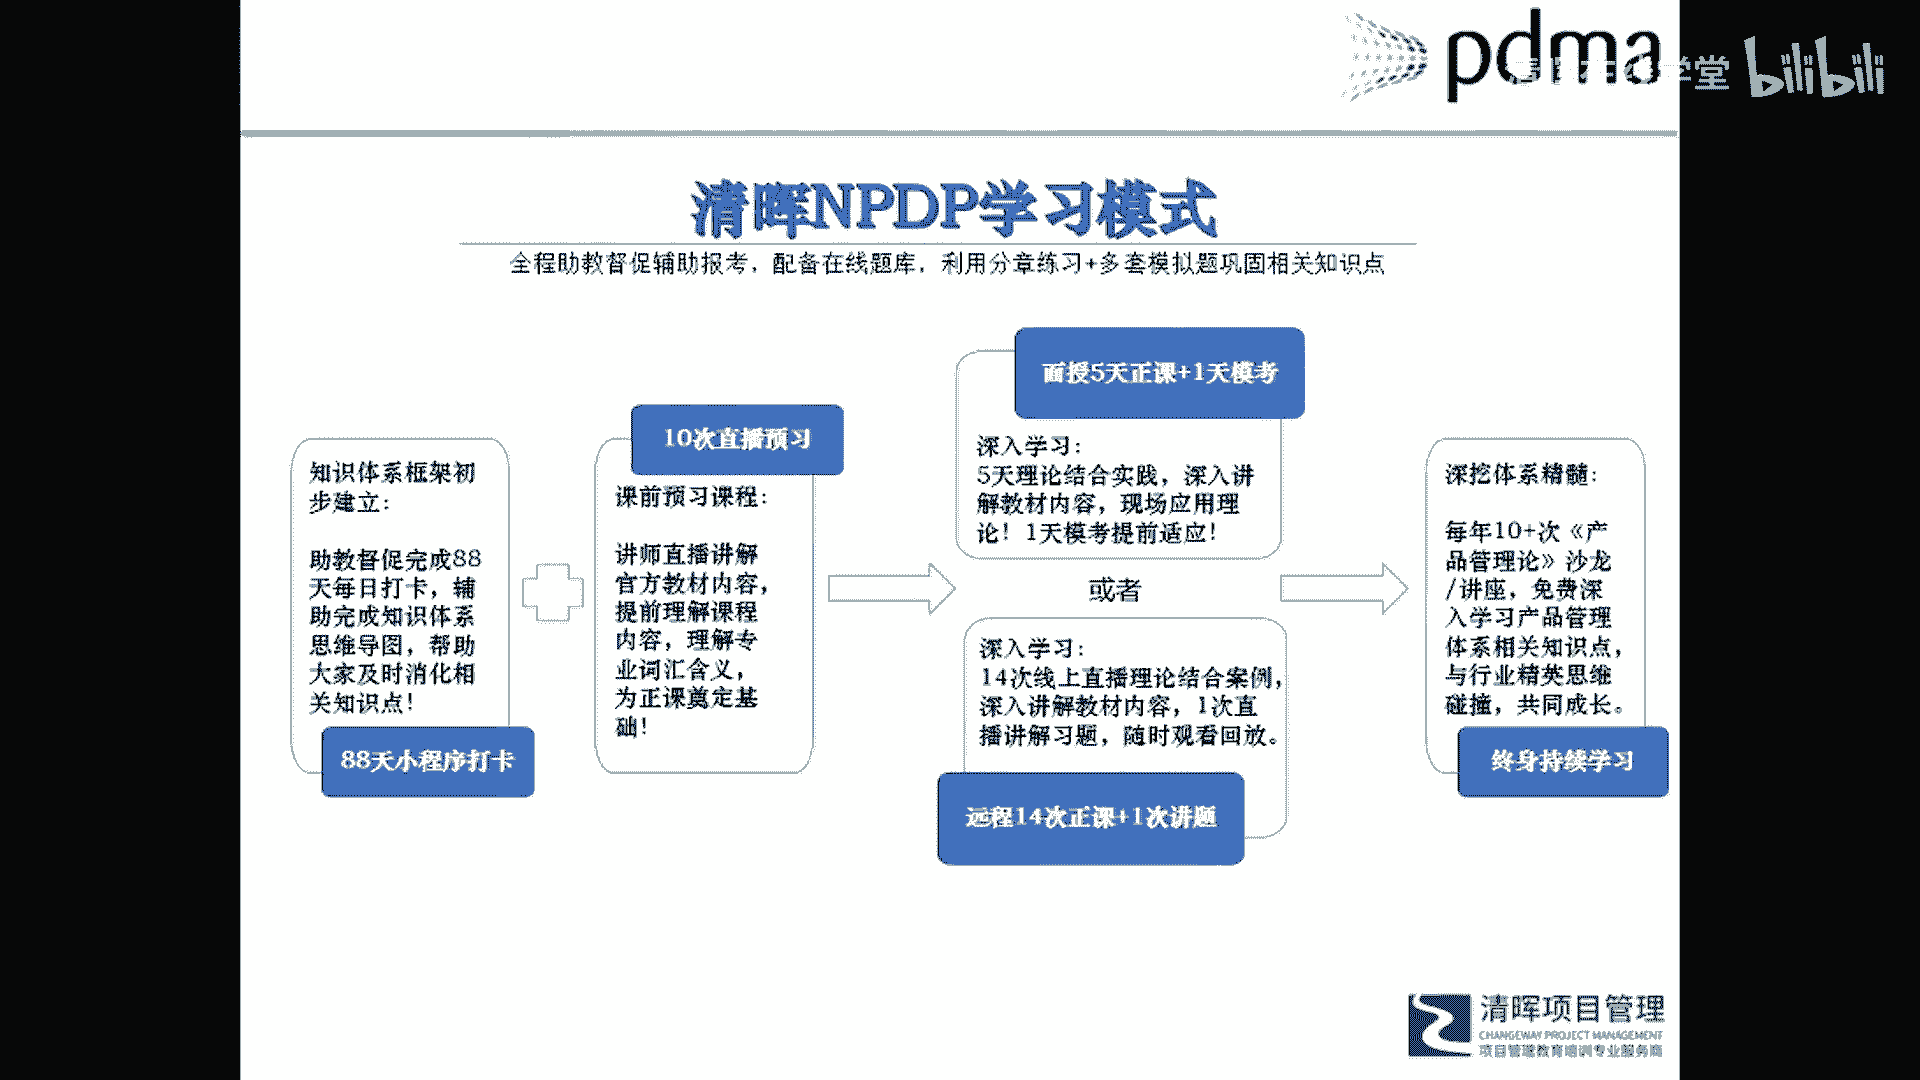 pdma
学堂 bilibili
清晖NPDP学习模式
全程助教督促辅助报考，配备在线题库，利用分章练习+多套模拟题巩固相关知识点
知识体系框架初
步建立：
助教督促完成88
天每日打卡，辅
助完成知识体系
思维导图，帮助
大家及时消化相
关知识点！
88天小程序打卡
10次直播预习
课前预习课程：
讲师直播讲解
官方教材内容，
提前理解课程
内容，理解专
业词汇含义，
为正课奠定基
础！
面授5天正课+1天模考
深入学习：
5天理论结合实践，深入讲
解教材内容，现场应用理
论！1天模考提前适应！
或者
深入学习：
14次线上直播理论结合案例，
深入讲解教材内容，1次直
播讲解习题，随时观看回放。
远程14次正课+1次讲题
深挖体系精髓：
每年10+次《产
品管理论》沙龙
/讲座，免费深
入学习产品管理
体系相关知识点，
与行业精英思维
碰撞，共同成长。
终身持续学习
清晖项目管理
CHANGEWAY PROJECT MANAGEMENT
项目管理教育培训专业服务商